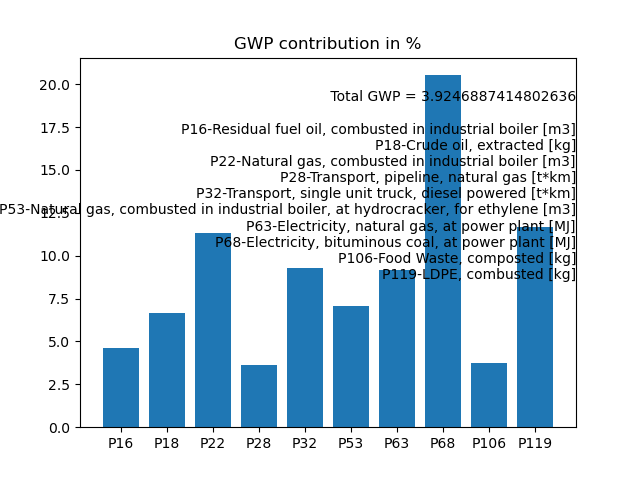 GWP contribution in %
20.0
Total GWP = 3.9246887414802636
17.5
P16-Residual fuel oil, combusted in industrial boiler [m3]
P18-Crude oil, extracted [kg]
15.0
P22-Natural gas, combusted in industrial boiler [m3]
P28-Transport, pipeline, natural gas [t*km]
P32-Transport, single unit truck, diesel powered [t*km]
12.5
P53-Natural gas, combusted in industrial boiler, at hydrocracker, for ethylene [m3]
P63-Electricity, natural gas, at power plant [MJ]
P68-Electricity, bituminous coal, at power plant [MJ]
10.0
P106-Food Waste, composted [kg]
P119-LDPE, combusted [kg]
7.5
5.0
2.5
0.0
P16 P18 P22 P28 P32 P53 P63 P68 P106 P119